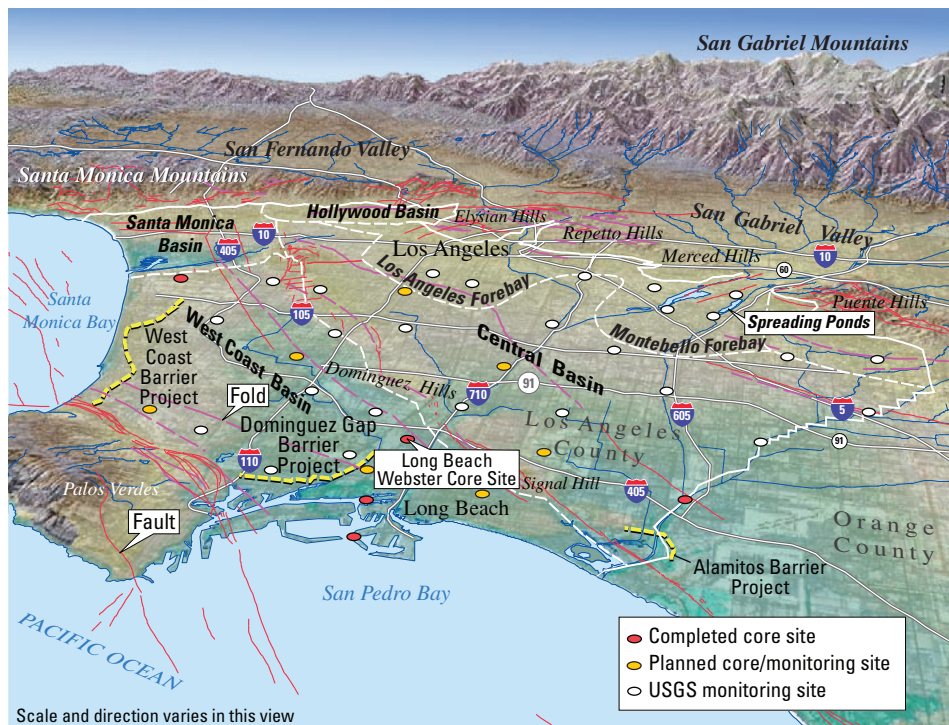 San Gabriel Mountains
San Fernando Valley
Santa Monica Mountains
Hollywood Basin
Elysian Hills
San Gabriel
Valley
Santa Monica
Basin
10
405
Los Angeles
Repetto Hills
Merced Hills
10
60
Santa
Monica Bay
Los Angeles Forebay
105
Puente Hills
Spreading Ponds
West
Coast
Barrier
Project
West Coast Basin
Central Basin
Montebello Forebay
Dominguez Hills
710
91
605
5
Fold
Dominguez Gap
Barrier
Project
Los Angeles
County
91
110
Long Beach
Webster Core Site
Signal Hill
405
Palos Verdes
Long Beach
Orange
County
Fault
Alamitos Barrier
Project
San Pedro Bay
PACIFIC OCEAN
Completed core site
Planned core/monitoring site
USGS monitoring site
Scale and direction varies in this view